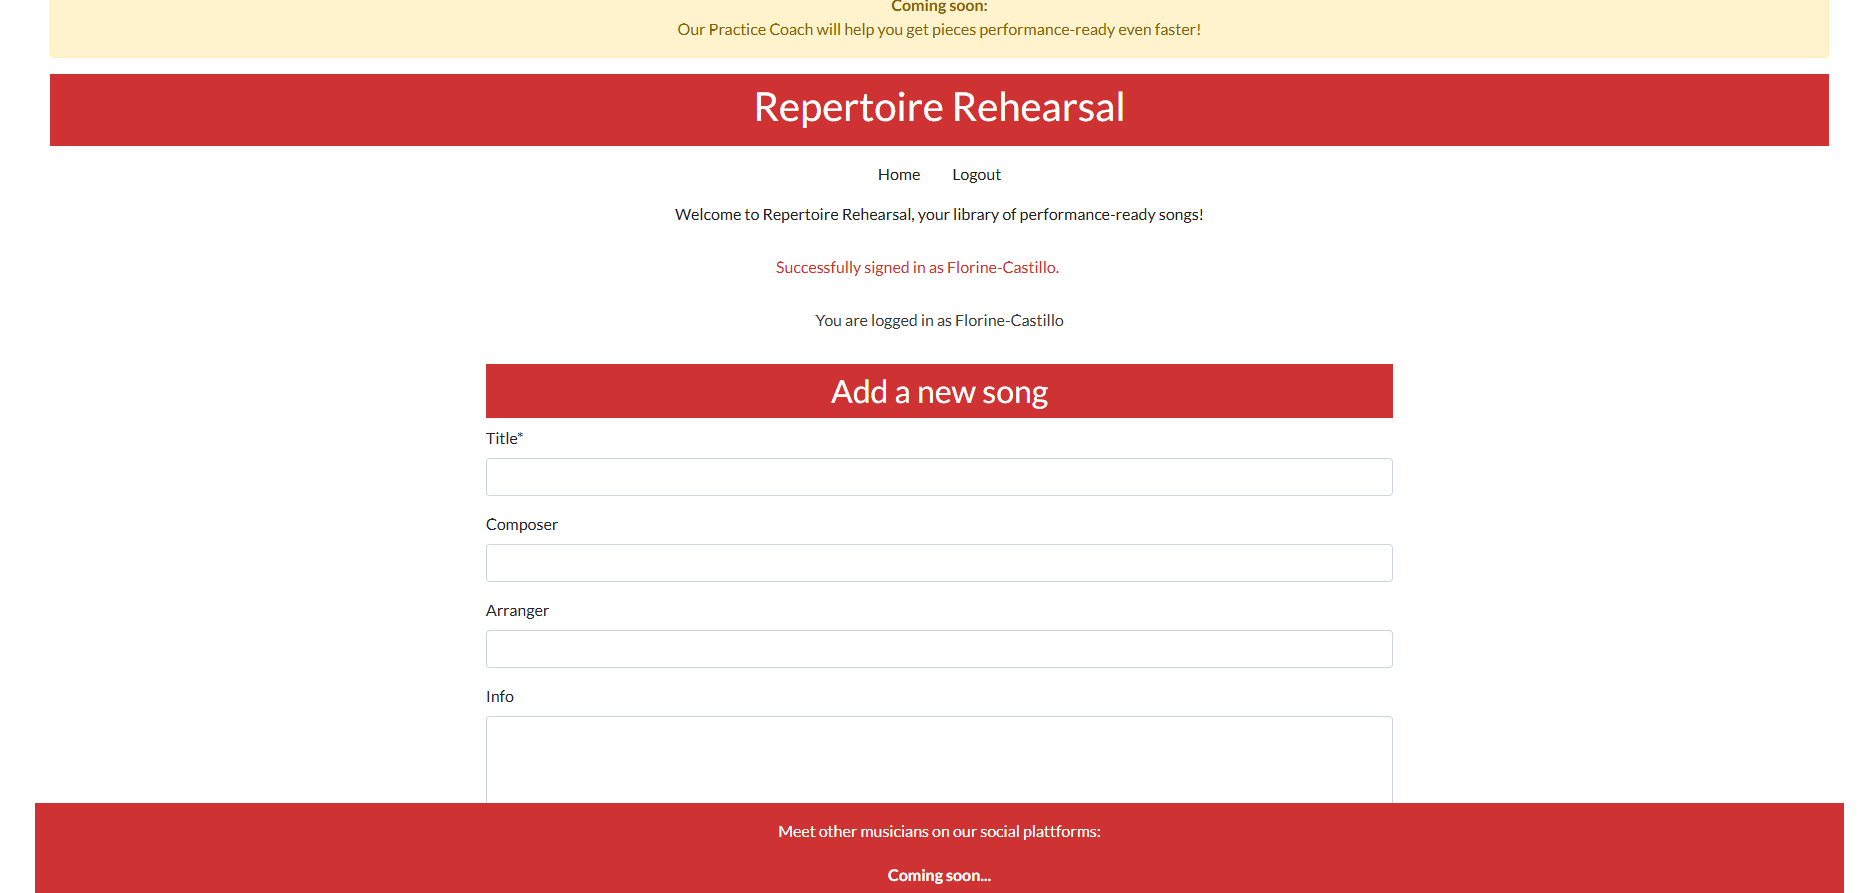 Coming soon:
Our Practice Coach will help you get pieces performance-ready even faster!
Repertoire Rehearsal
Home Logout
Welcome to Repertoire Rehearsal, your library of performance-ready songs!
Successfully signed in as Florine-Castillo.
You are logged in as Florine-Castillo
Add a new song
Title*
Composer
Arranger
Info
Meet other musicians on our social plattforms:
Coming soon...